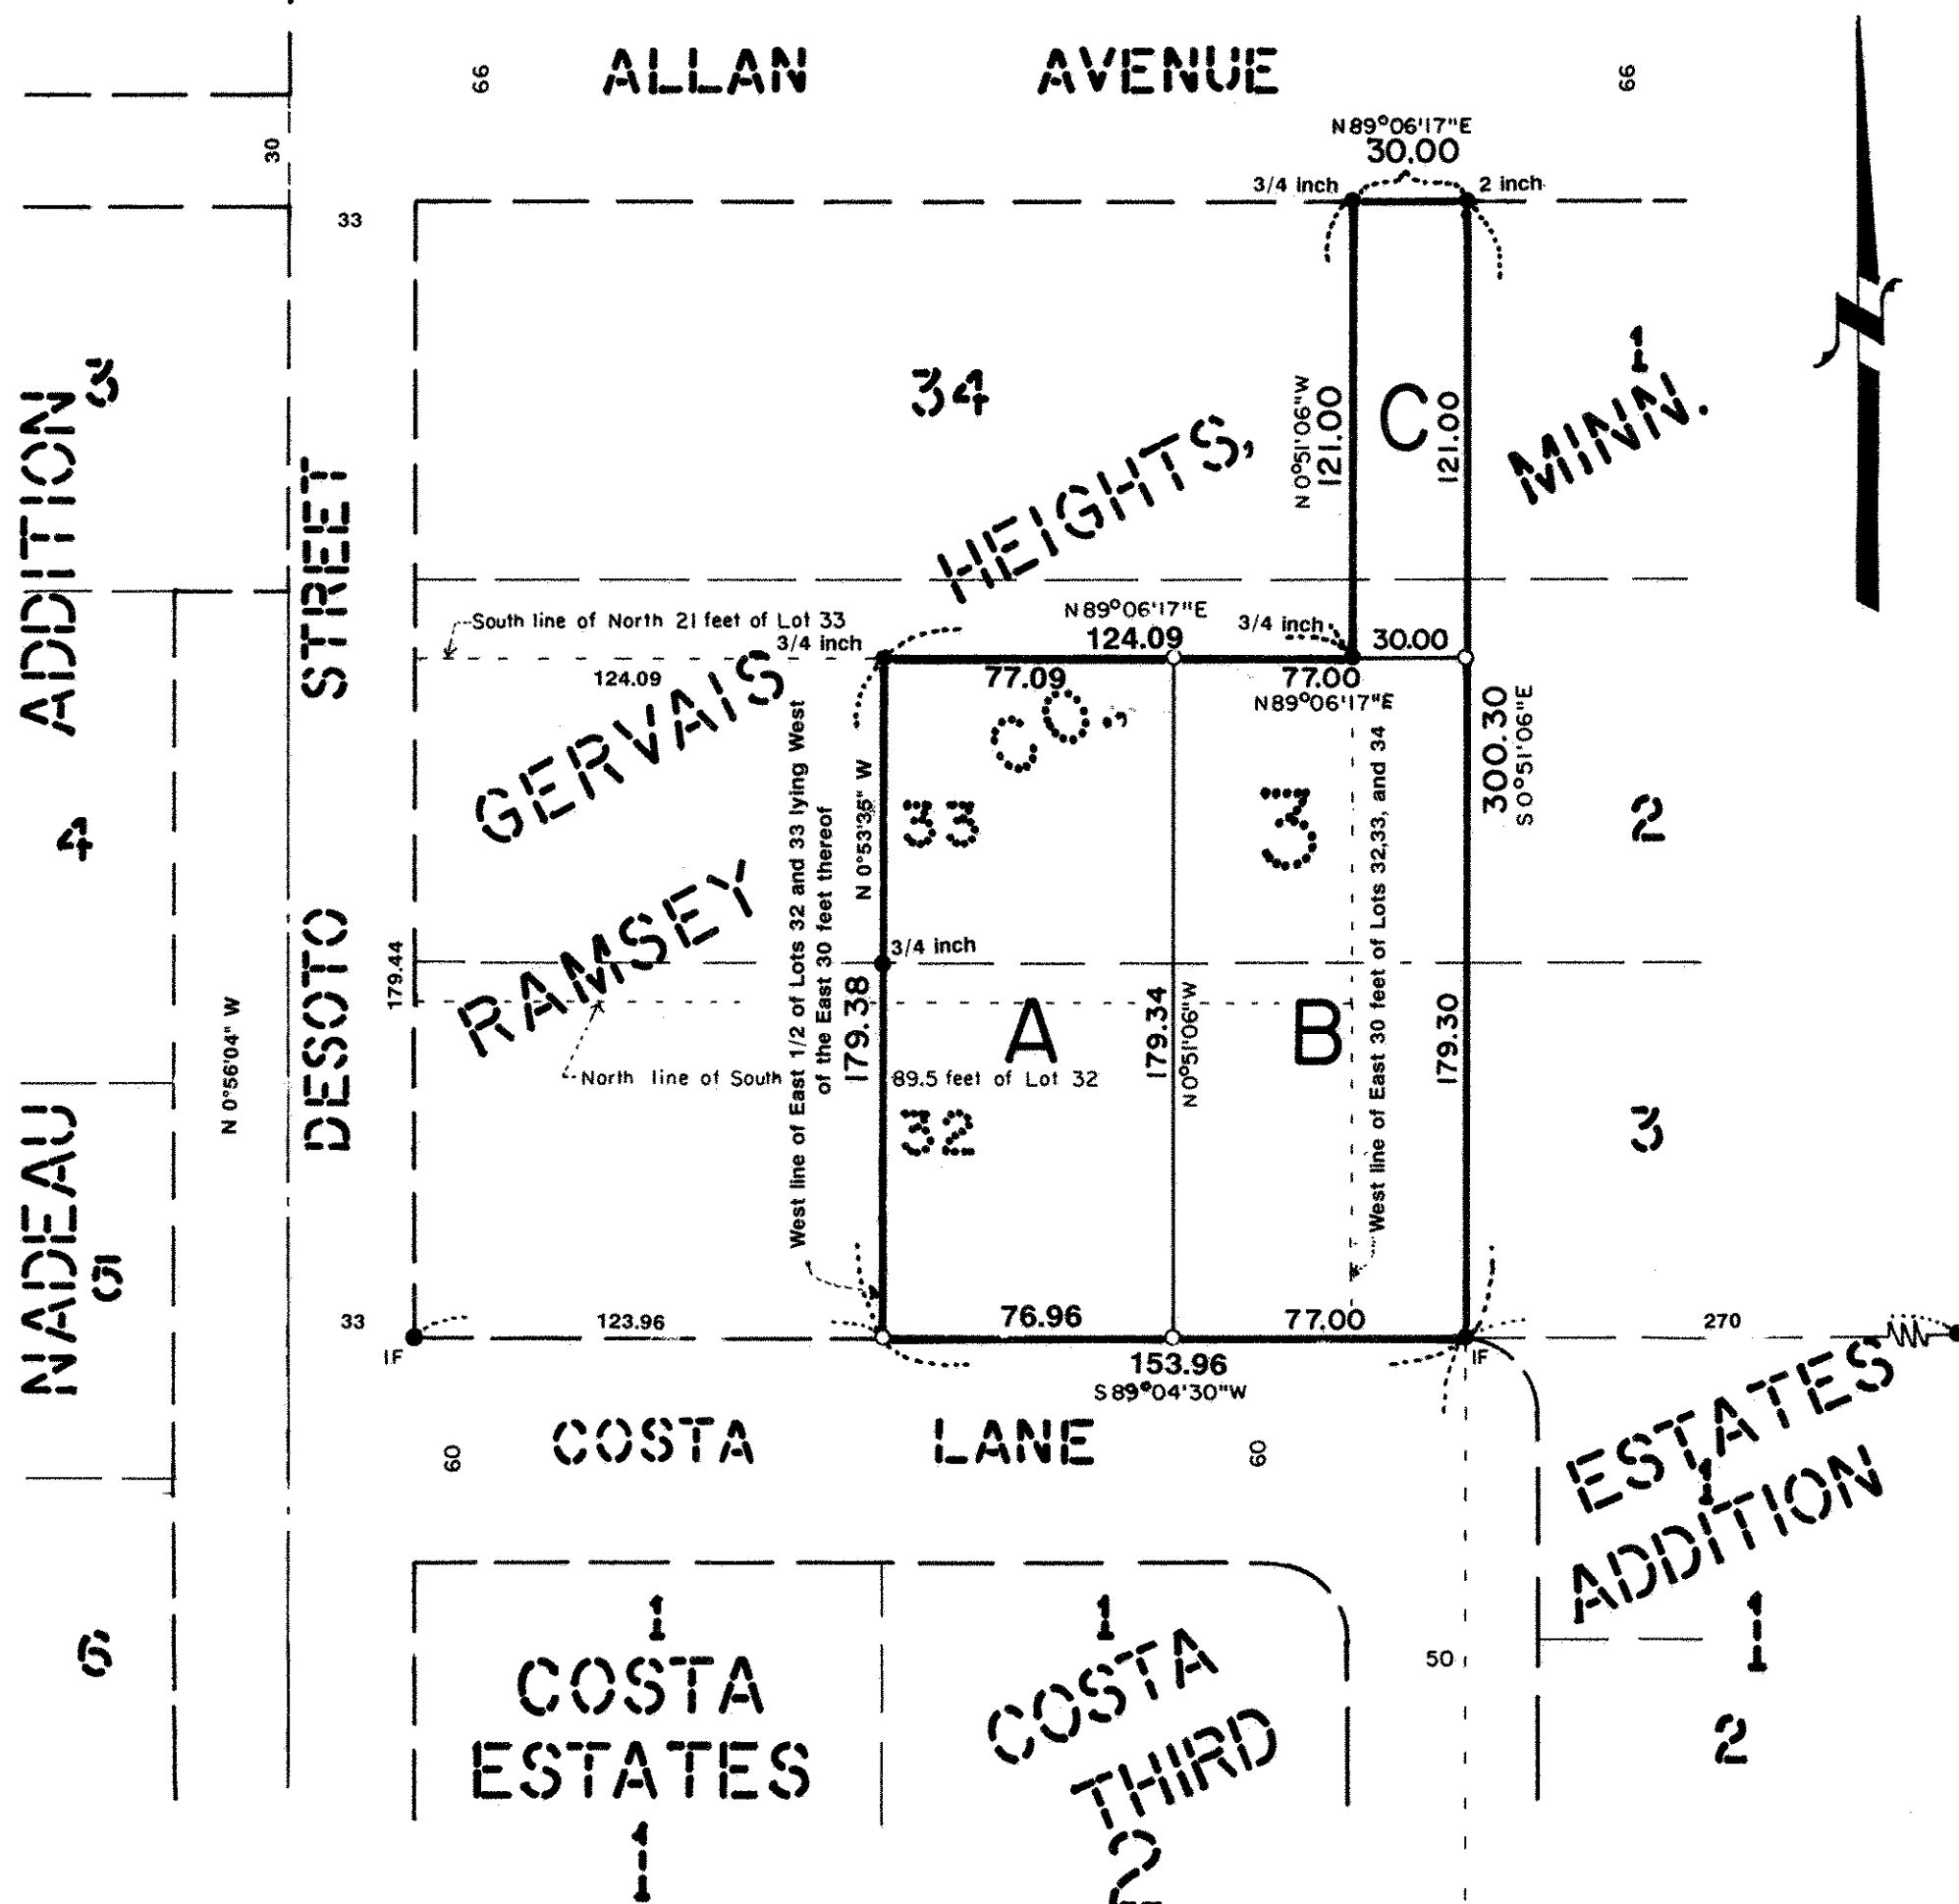 ALLAN AVENUE
66
66
30
33
N 89°06'17"E
30.00
3/4 inch
2 inch
3
34
1
C
N 0°51'06"W
121.00
121.00
HEIGHTS,
MINN.
ADDITION
STREET
South line of North 21 feet of Lot 33
3/4 inch
N 89°06'17"E
124.09
3/4 inch
30.00
124.09
77.09
77.00
N89°06'17"E
GERVAIS
CO.,
300.30
S 0°51'06"E
4
N 0°53'35" W
33
3
2
West line of East 1/2 of Lots 32 and 33 lying West
of the East 30 feet thereof
West line of East 30 feet of Lots 32,33, and 34
RAMSEY
3/4 inch
179.44
N 0°56'04" W
DESOTO
179.38
A
179.34
N0°51'06"W
B
179.30
North line of South 89.5 feet of Lot 32
32
3
NADEAU
5
33
123.96
76.96
77.00
270
IF
IF
153.96
S 89°04'30"W
60
COSTA LANE
60
ESTATES
1
ADDITION
6
1
COSTA
ESTATES
1
1
COSTA
THIRD
2
50
1
2